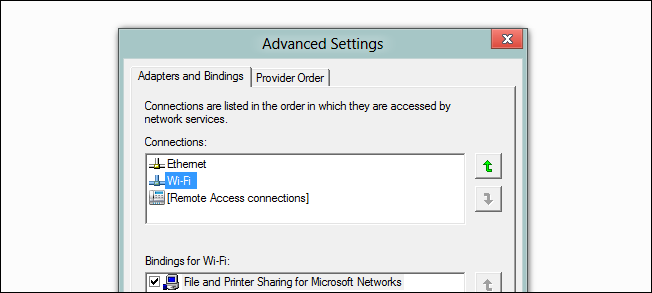 Advanced Settings
Adapters and Bindings
Provider Order
Connections are listed in the order in which they are accessed by
network services.
Connections:
Ethernet
Wi-Fi
[Remote Access connections]
Bindings for Wi-Fi:
File and Printer Sharing for Microsoft Networks